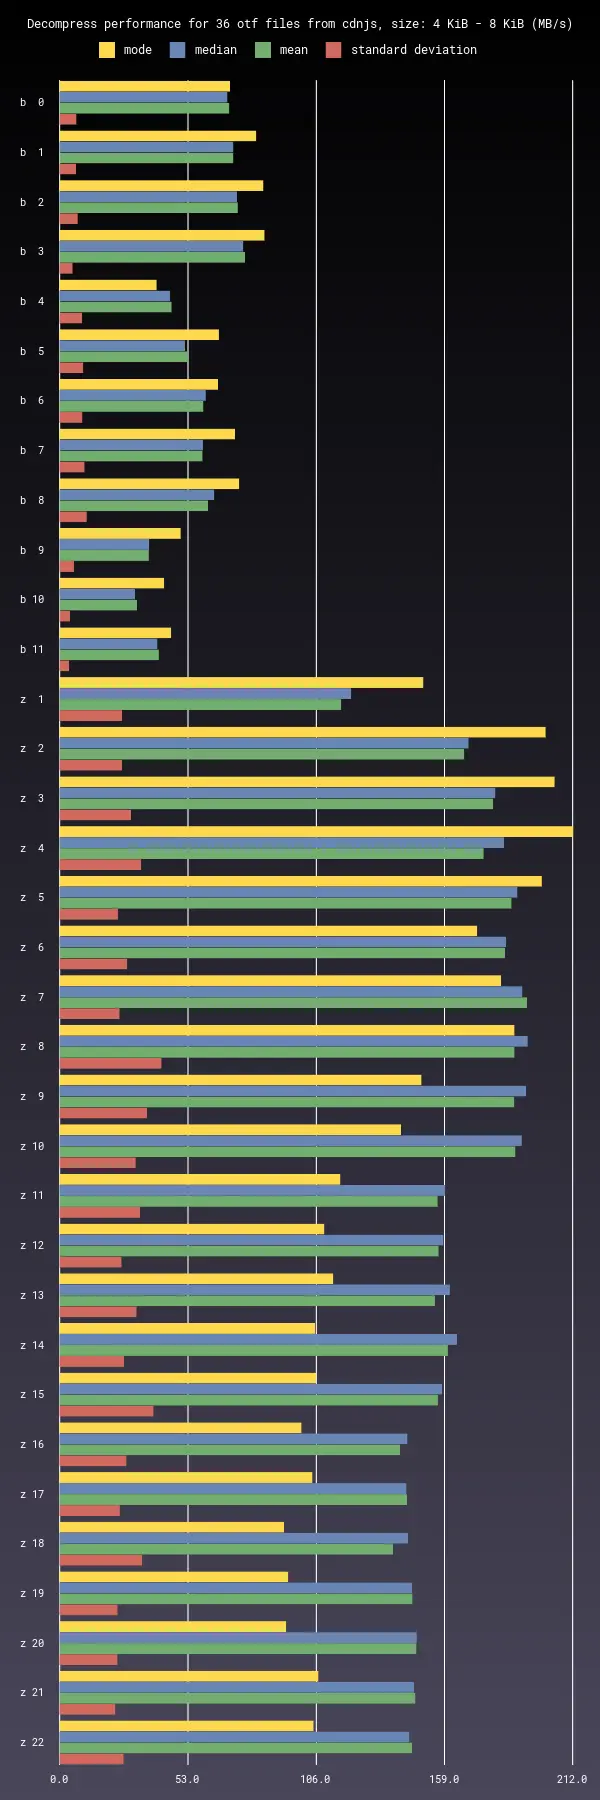 Decompress performance for 36 otf files from cdnjs, size: 4 KiB - 8 KiB (MB/s)
mode median mean standard deviation
b 0
b 1
b 2
b 3
b 4
b 5
b 6
b 7
b 8
b 9
b 10
b 11
z 1
z 2
z 3
z 4
z 5
z 6
z 7
z 8
z 9
z 10
z 11
z 12
z 13
z 14
z 15
z 16
z 17
z 18
z 19
z 20
z 21
z 22
0.0 53.0 106.0 159.0 212.0